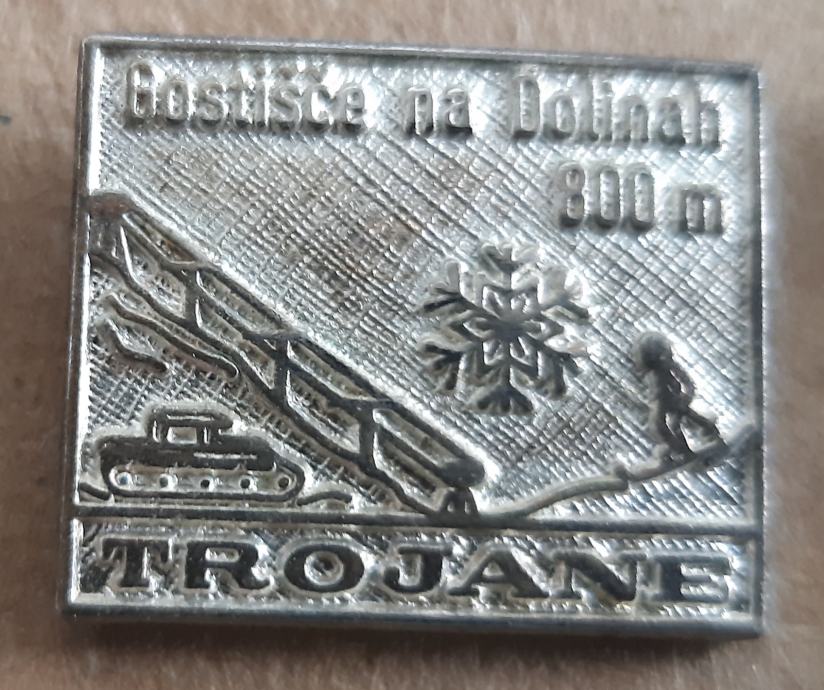 Gostišče na Dolinah
800 m
TROJANE